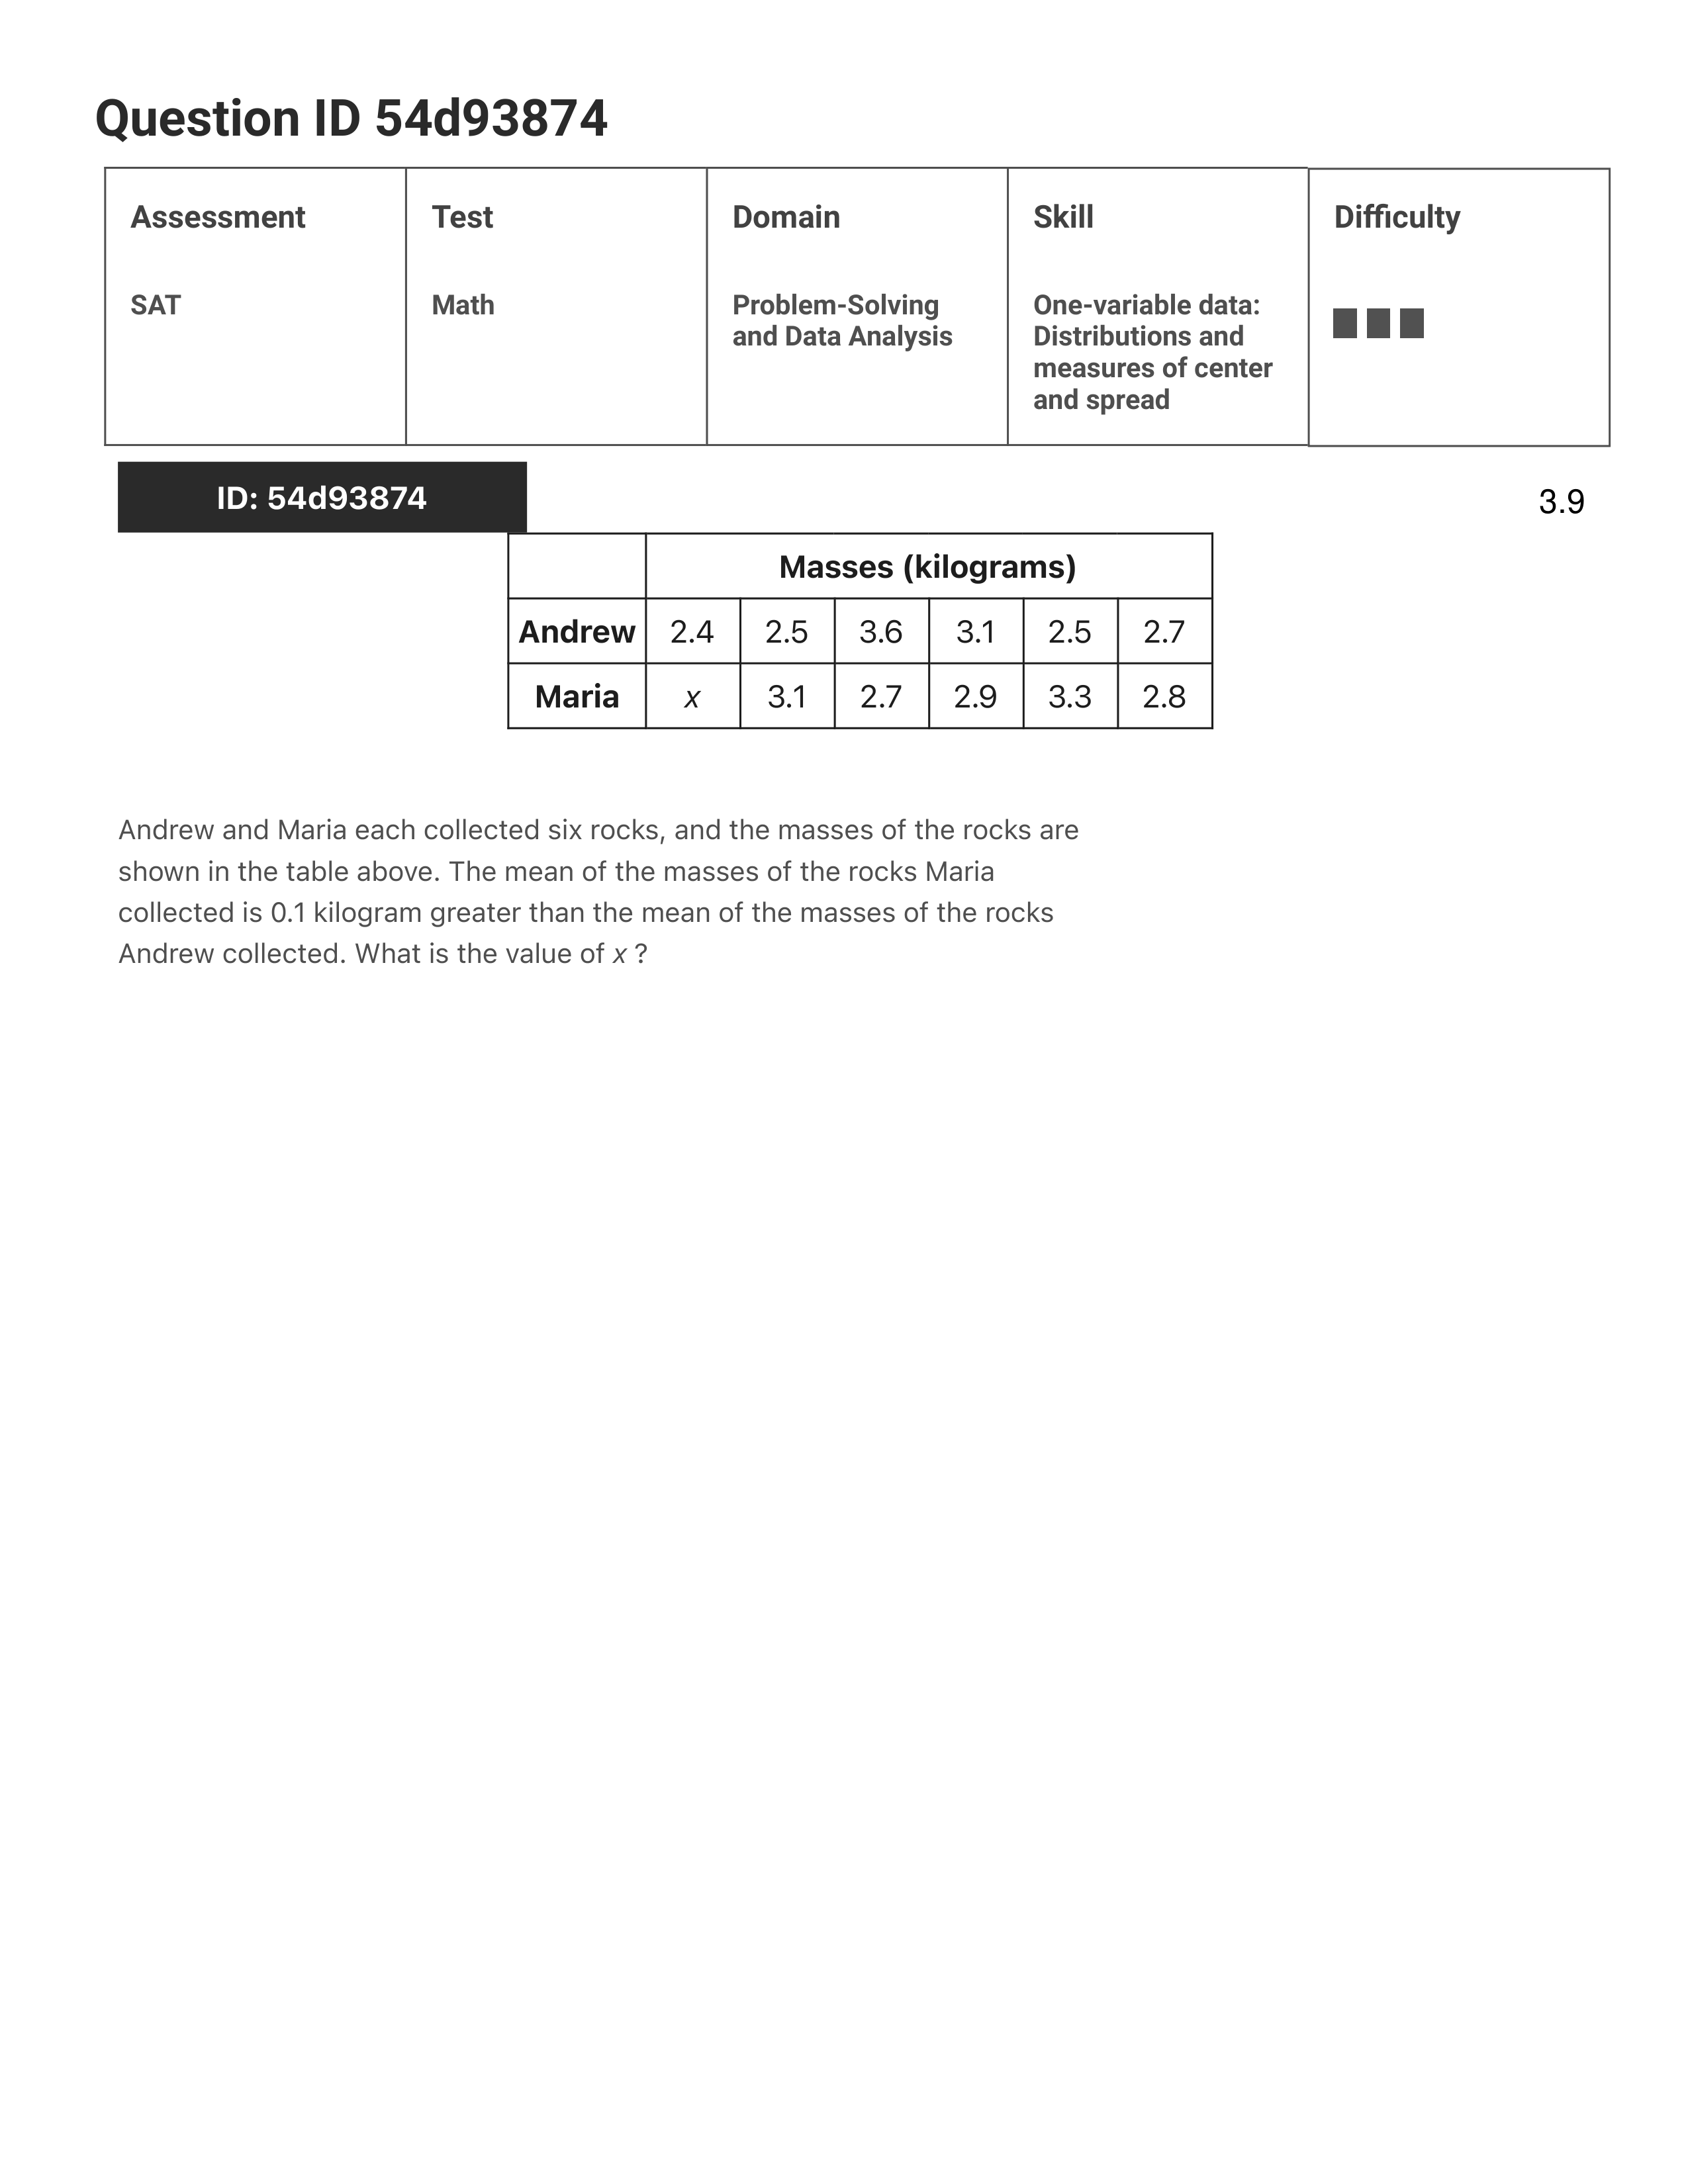 Question ID 54d93874
Assessment Test Domain Skill Difficulty
SAT Math Problem-Solving and Data Analysis One-variable data: Distributions and measures of center and spread
ID: 54d93874
3.9
Masses (kilograms)
Andrew 2.4 2.5 3.6 3.1 2.5 2.7
Maria x 3.1 2.7 2.9 3.3 2.8
Andrew and Maria each collected six rocks, and the masses of the rocks are
shown in the table above. The mean of the masses of the rocks Maria
collected is 0.1 kilogram greater than the mean of the masses of the rocks
Andrew collected. What is the value of x ?